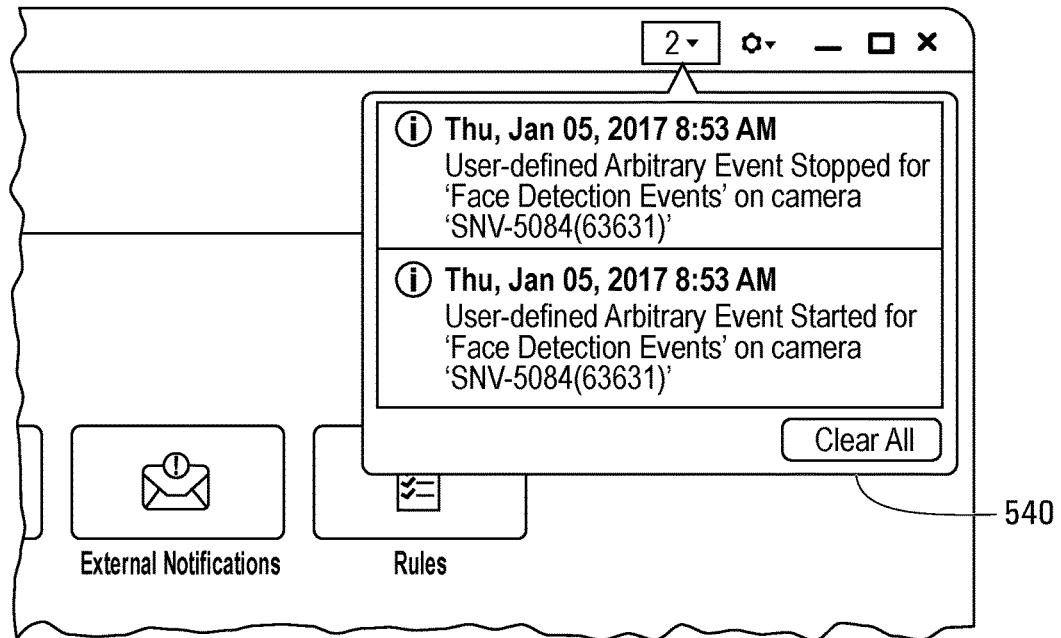 2
Thu, Jan 05, 2017 8:53 AM
User-defined Arbitrary Event Stopped for
‘Face Detection Events’ on camera
‘SNV-5084(63631)’
Thu, Jan 05, 2017 8:53 AM
User-defined Arbitrary Event Started for
‘Face Detection Events’ on camera
‘SNV-5084(63631)’
Clear All
540
External Notifications
Rules